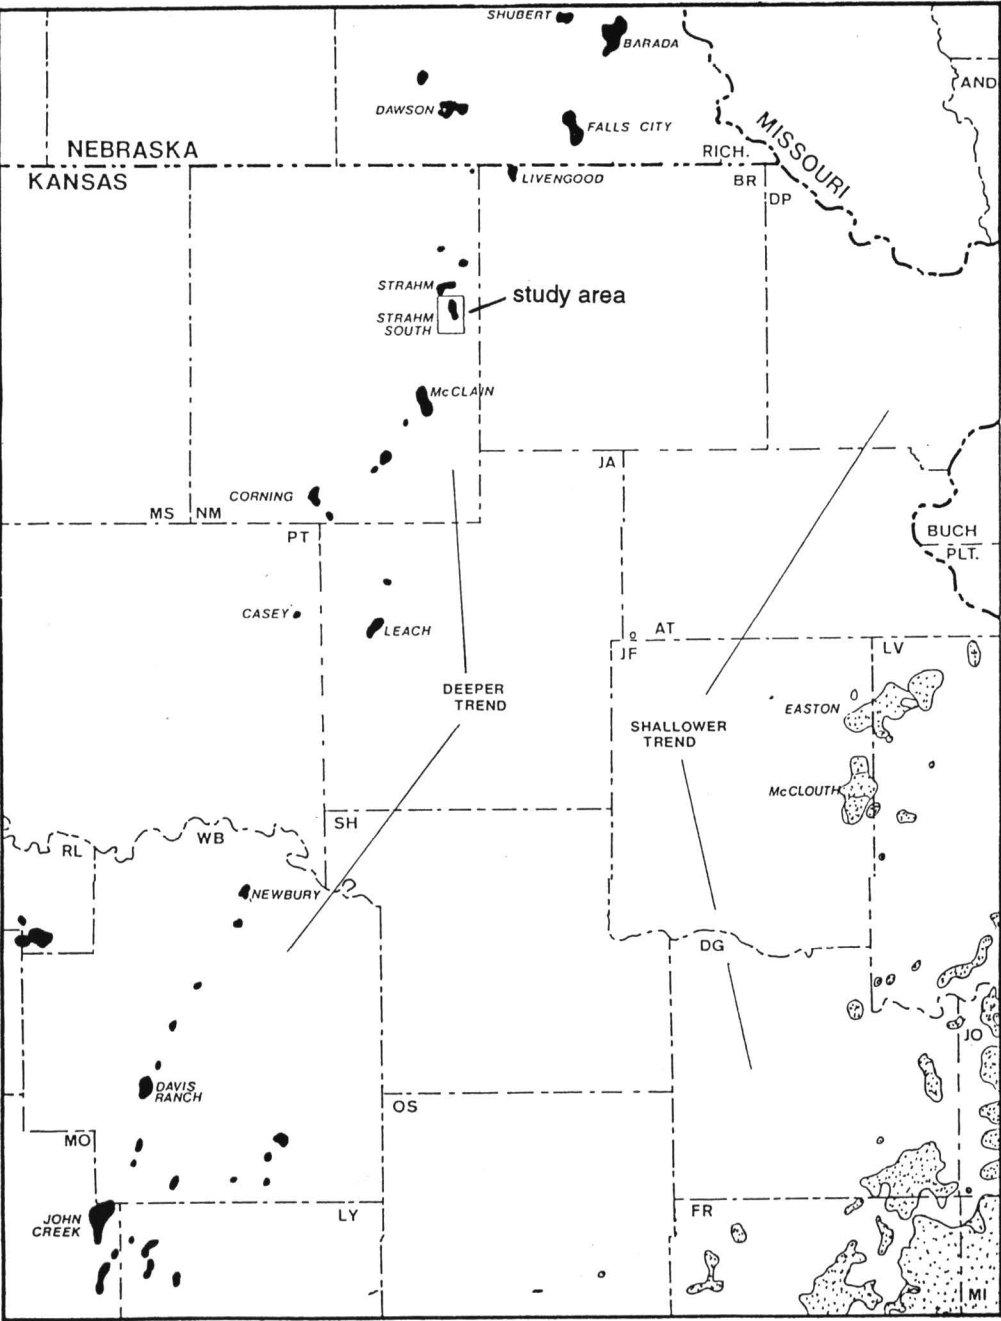 SHUBERT
BARADA
AND
DAWSON
FALLS CITY
MISSOURI
NEBRASKA
RICH.
KANSAS
LIVENGOOD
BR
DP
STRAHM
study area
STRAHM
SOUTH
McCLAIN
JA
CORNING
MS
NM
PT
BUCH
PLT.
CASEY
LEACH
AT
JF
LV
DEEPER
TREND
EASTON
SHALLOWER
TREND
McCLOUTH
SH
WB
RL
NEWBURY
DG
JO
DAVIS
RANCH
OS
MO
JOHN
CREEK
LY
FR
MI